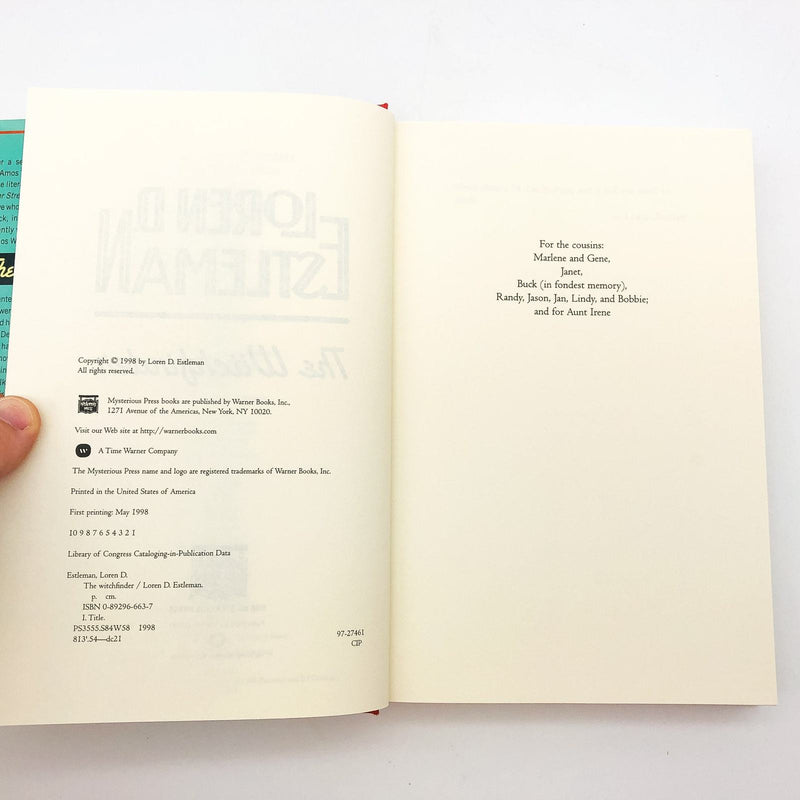 Copyright © 1998 by Loren D. Estleman
All rights reserved.
Mysterious Press books are published by Warner Books, Inc.,
1271 Avenue of the Americas, New York, NY 10020.
Visit our Web site at http://warnerbooks.com
W A Time Warner Company
The Mysterious Press name and logo are registered trademarks of Warner Books, Inc.
Printed in the United States of America
First printing: May 1998
10 9 8 7 6 5 4 3 2 1
Library of Congress Cataloging-in-Publication Data
Estleman, Loren D.
The witchfinder / Loren D. Estleman.
p. cm.
ISBN 0-89296-663-7
I. Title.
PS3555.S84W58 1998
813'.54—dc21
97-27461
CIP
For the cousins:
Marlene and Gene,
Janet,
Buck (in fondest memory),
Randy, Jason, Jan, Lindy, and Bobbie;
and for Aunt Irene
LOREN D.
ESTLEMAN